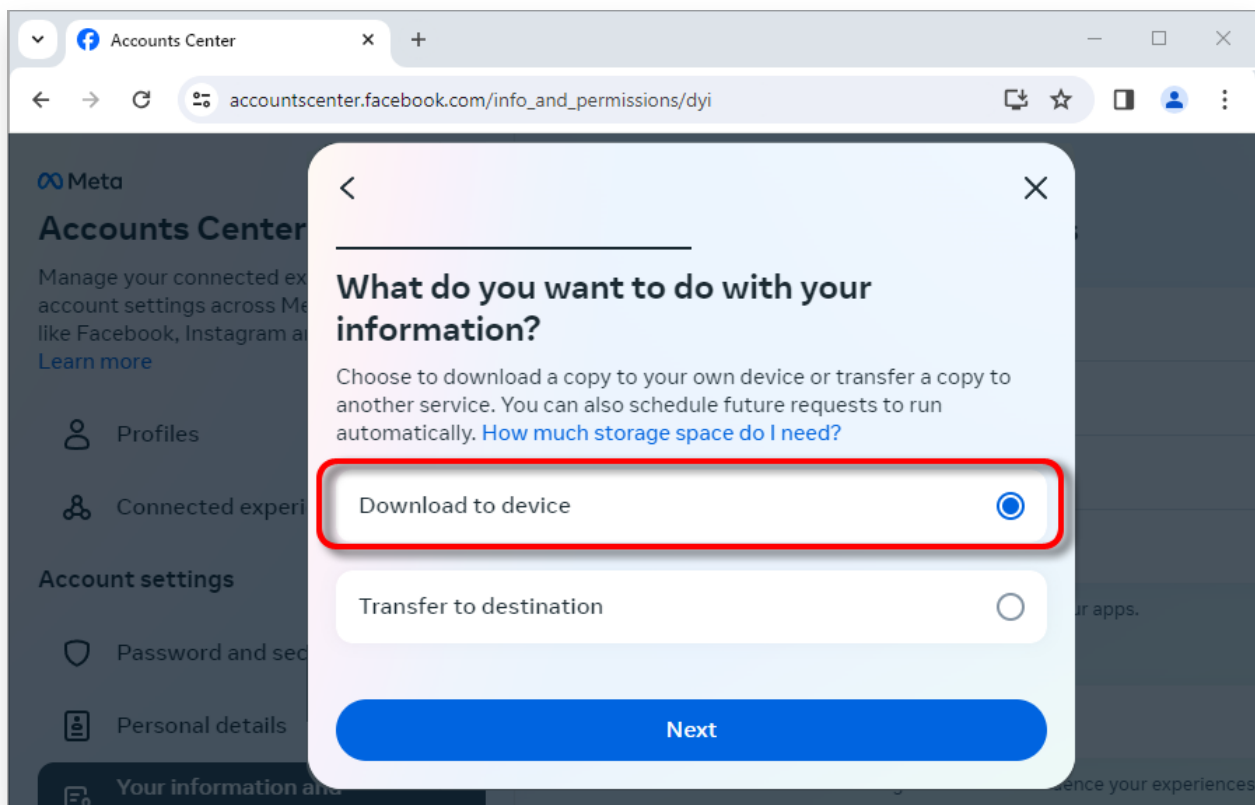 Accounts Center
accountscenter.facebook.com/info_and_permissions/dyi
Meta
Accounts Center
Manage your connected ex
account settings across Me
like Facebook, Instagram a
Learn more
Profiles
Connected experi
Account settings
Password and sec
Personal details
Your information and
What do you want to do with your
information?
Choose to download a copy to your own device or transfer a copy to
another service. You can also schedule future requests to run
automatically. How much storage space do I need?
Download to device
Transfer to destination
Next
ur apps.
ence your experiences